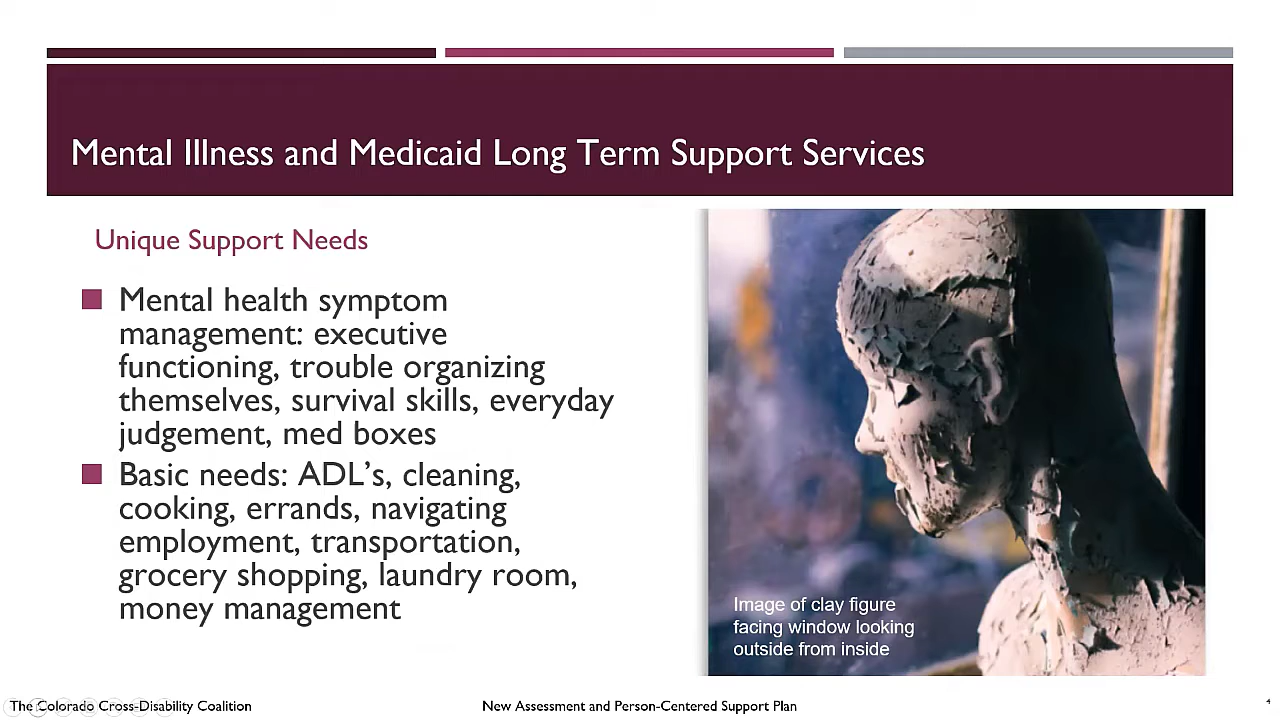 Mental Illness and Medicaid Long Term Support Services
Unique Support Needs
Mental health symptom
management: executive
functioning, trouble organizing
themselves, survival skills, everyday
judgement, med boxes
Basic needs: ADL’s, cleaning,
cooking, errands, navigating
employment, transportation,
grocery shopping, laundry room,
money management
Image of clay figure
facing window looking
outside from inside
The Colorado Cross-Disability Coalition
New Assessment and Person-Centered Support Plan
4